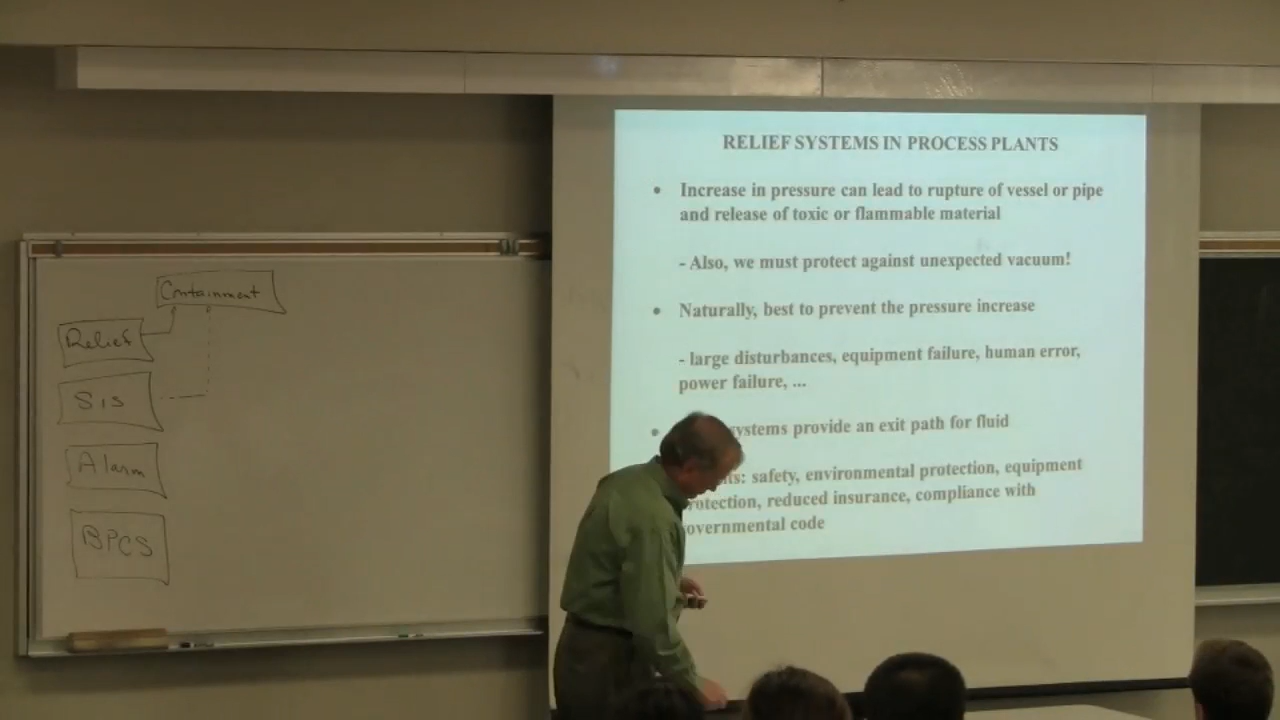 Containment
Relief
SIS
Alarm
BPCS
RELIEF SYSTEMS IN PROCESS PLANTS
• Increase in pressure can lead to rupture of vessel or pipe
and release of toxic or flammable material
- Also, we must protect against unexpected vacuum!
• Naturally, best to prevent the pressure increase
- large disturbances, equipment failure, human error,
power failure, ...
• systems provide an exit path for fluid
safety, environmental protection, equipment
rotection, reduced insurance, compliance with
overnmental code